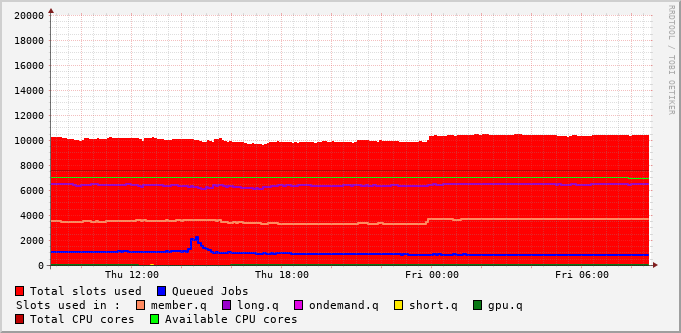 RRDTOOL / TOBI OETIKER
20000
18000
16000
14000
12000
10000
8000
6000
4000
2000
0
Thu 12:00 Thu 18:00 Fri 00:00 Fri 06:00
Total slots used Queued Jobs
Slots used in : member.q long.q ondemand.q short.q gpu.q
Total CPU cores Available CPU cores